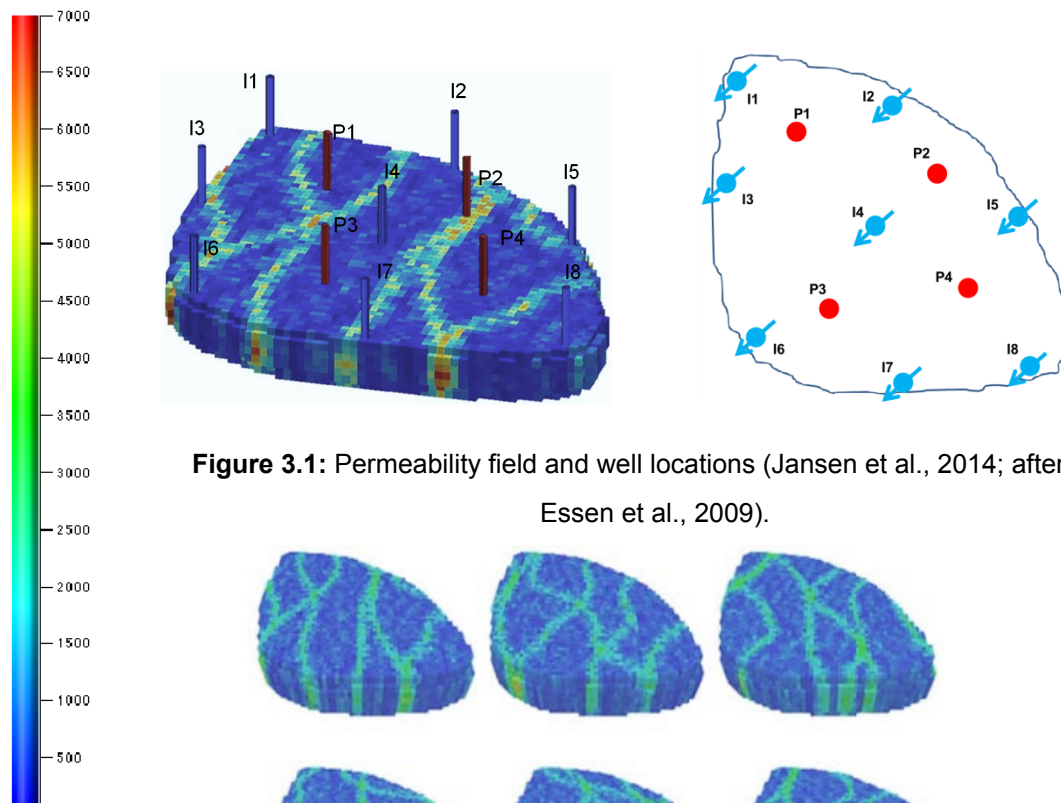 7000
6500
6000
5500
5000
4500
4000
3500
3000
2500
2000
1500
1000
500
I1
I2
I3
P1
I4
P2
I5
P3
I6
P4
I7
I8
I1
I2
P1
P2
I3
I4
I5
P4
P3
I6
I7
I8
Figure 3.1: Permeability field and well locations (Jansen et al., 2014; after
Essen et al., 2009).